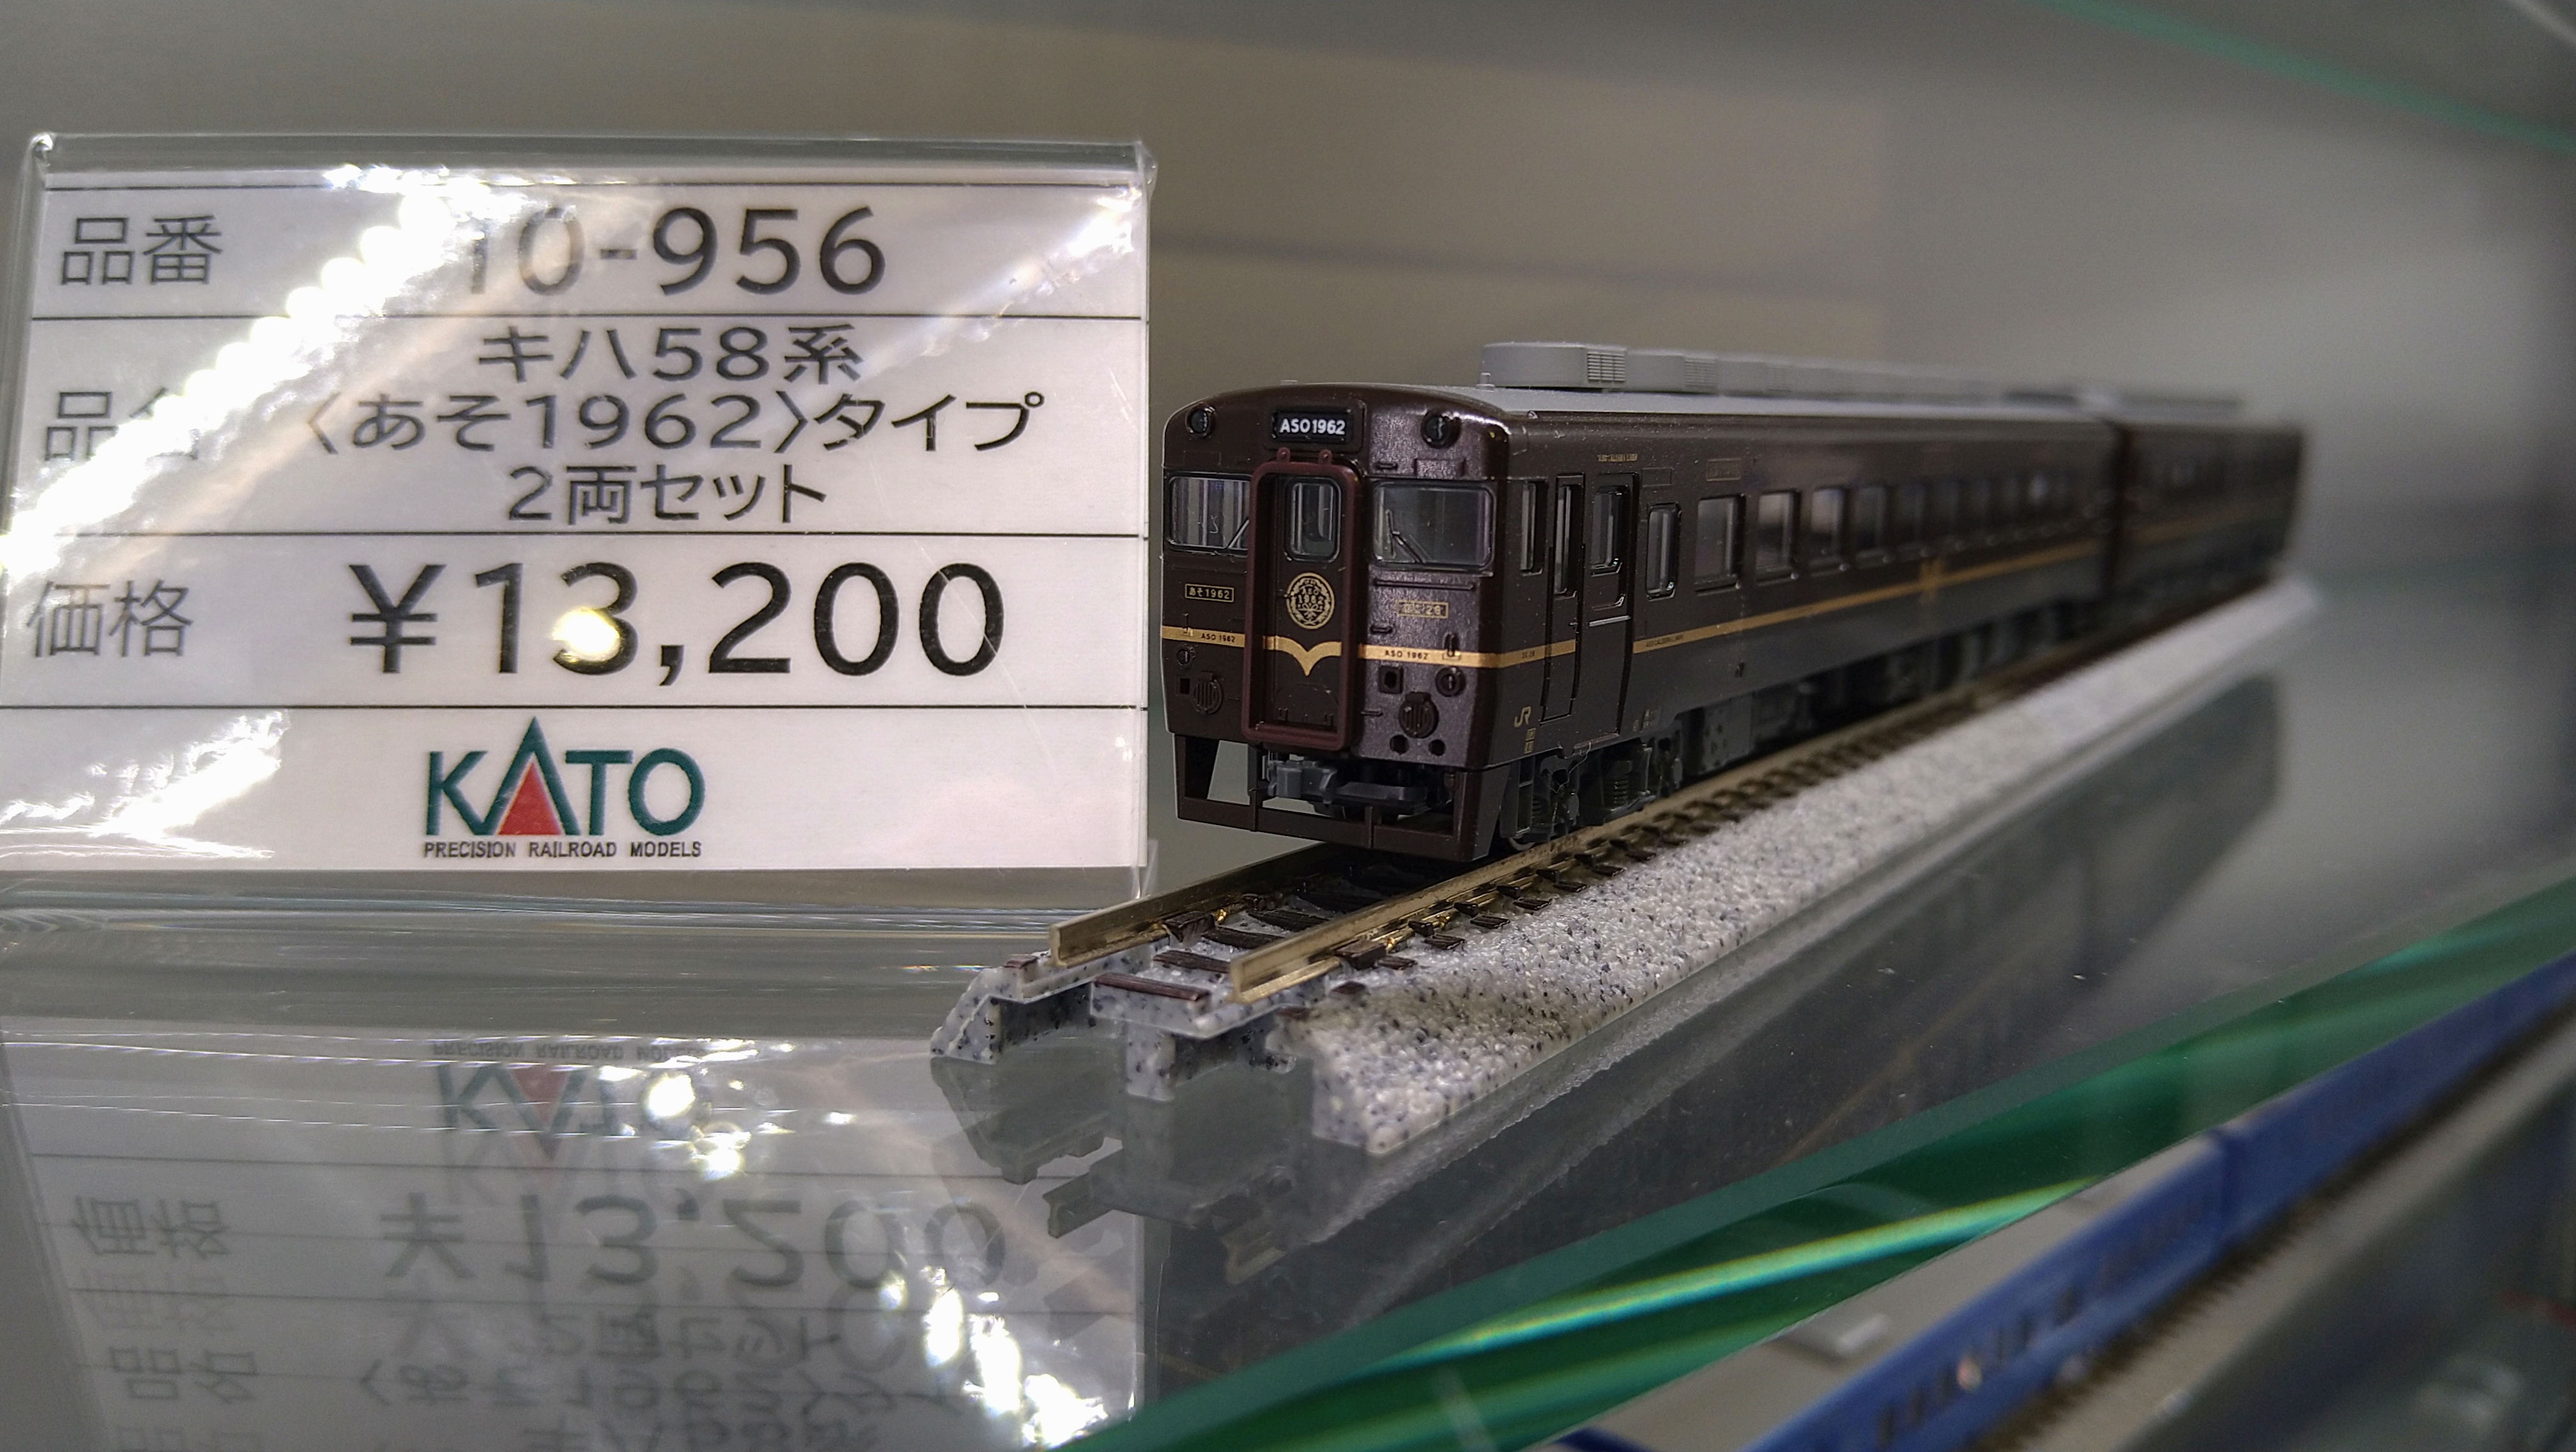 品番 10-956
キハ58系
品名 〈あそ1962〉タイプ
2両セット
価格 ¥13,200
KATO
PRECISION RAILROAD MODELS
ASO1962
あそ1962
1962
ASO 1962
ASO 1962
JR